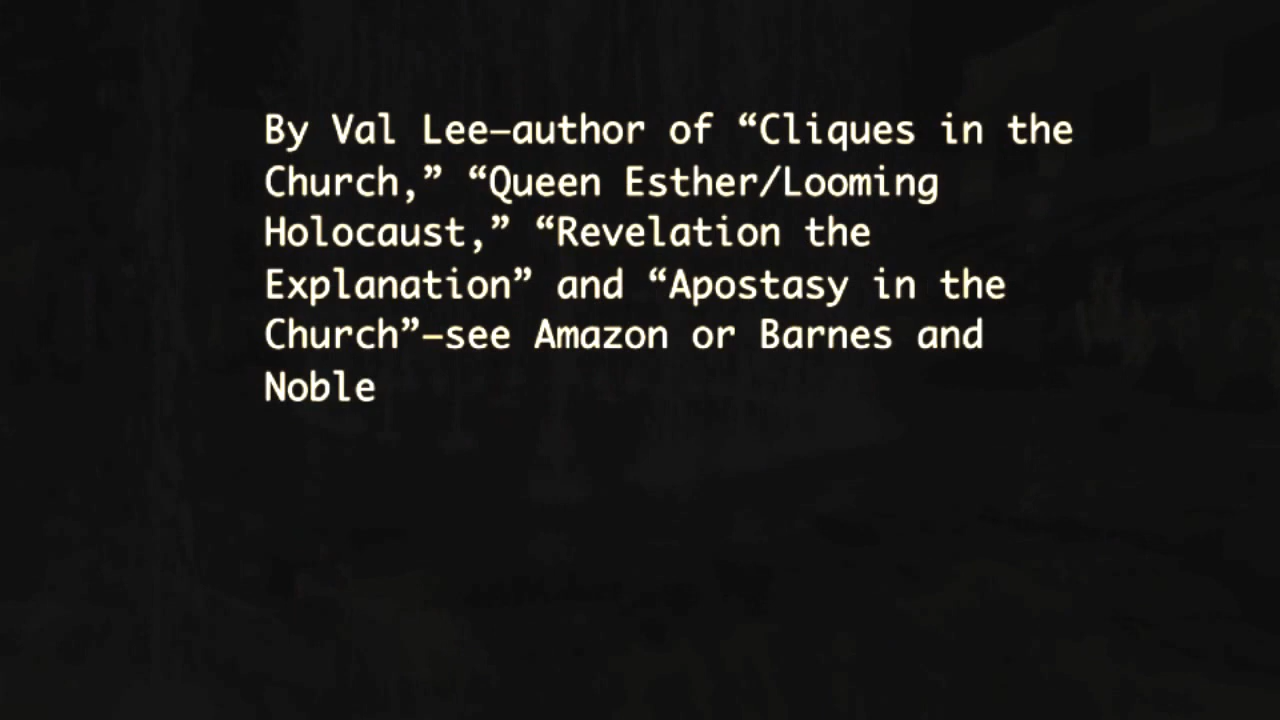 By Val Lee—author of “Cliques in the
Church,” “Queen Esther/Looming
Holocaust,” “Revelation the
Explanation” and “Apostasy in the
Church”—see Amazon or Barnes and
Noble